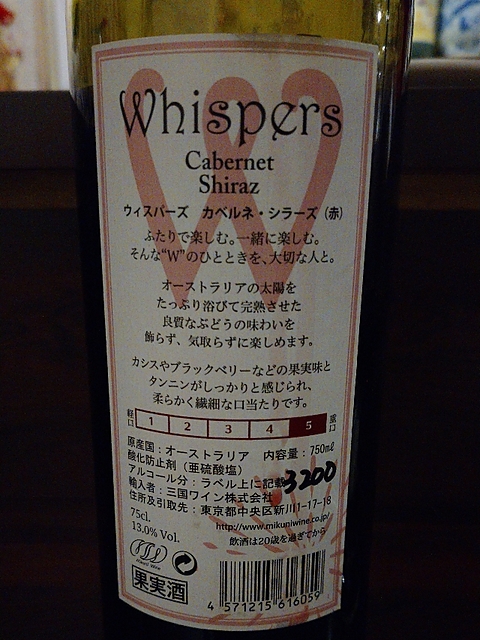 Whispers
Cabernet
Shiraz
ウィスパーズ カベルネ・シラーズ(赤)
ふたりで楽しむ。一緒に楽しむ。
そんな“W”のひとときを、大切な人と。
オーストラリアの太陽を
たっぷり浴びて完熟させた
良質なぶどうの味わいを
飾らず、気取らずに楽しめます。
カシスやブラックベリーなどの果実味と
タンニンがしっかりと感じられ、
柔らかく繊細な口当たりです。
軽口 1 2 3 4 5 重口
原産国:オーストラリア 内容量:750mℓ
酸化防止剤(亜硫酸塩)
アルコール分:ラベル上に記載
3200
輸入者:三国ワイン株式会社
住所及引取先:東京都中央区新川1-17-18
75cl.
http://www.mikuniwine.co.jp/
13.0% Vol.
飲酒は20歳を過ぎてから
Mikuni Wine
果実酒
4 571215 616059